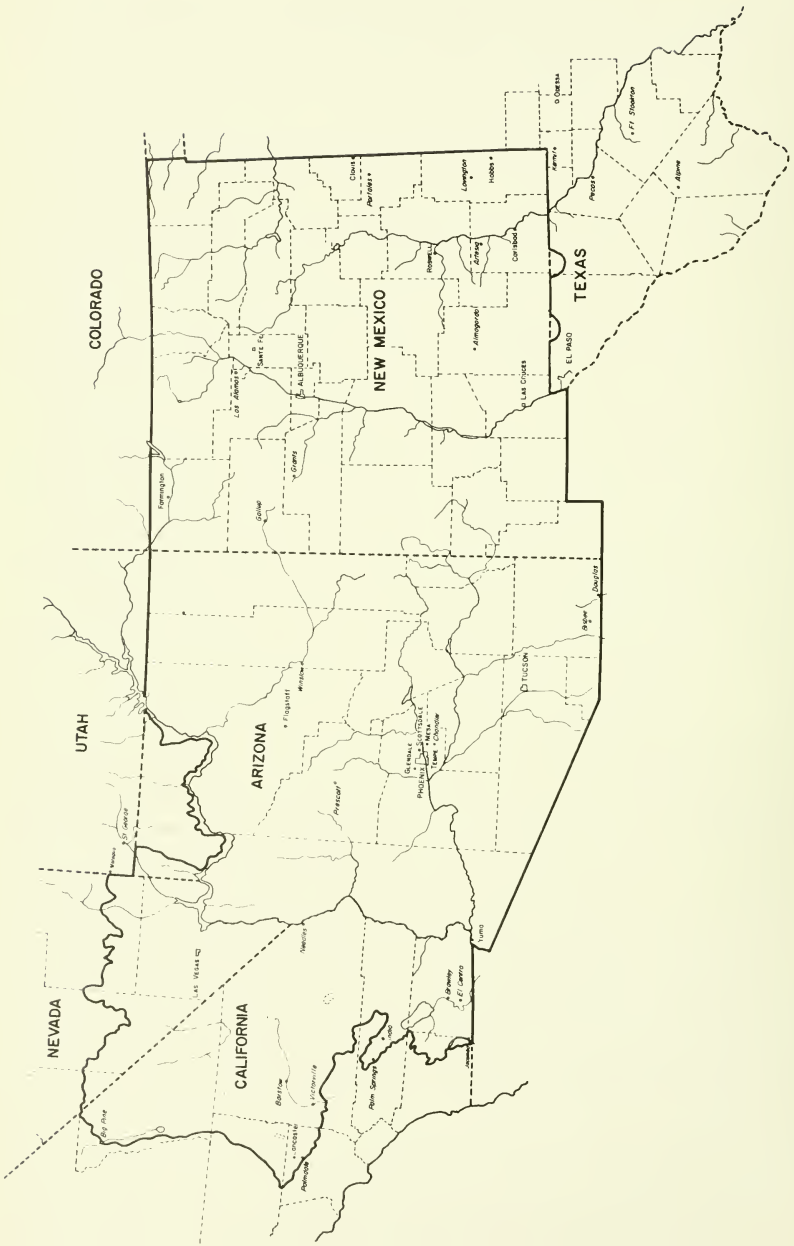 COLORADO
UTAH
NEVADA
ARIZONA
NEW MEXICO
CALIFORNIA
TEXAS
Farmington
Gallup
Grants
Los Alamos
SANTE FE
ALBUQUERQUE
Clovis
Portales
ROSWELL
Artesia
Lovington
Hobbs
Carlsbad
Almogordo
LAS CRUCES
EL PASO
Kermit
ODESSA
Pecos
Ft. Stockton
Alpine
St George
Flagstaff
Winslow
Prescott
GLENDALE
PHOENIX
SCOTTSDALE
MESA
TEMPE
Chandler
TUCSON
Bisbee
Douglas
Yuma
LAS VEGAS
Needles
Big Pine
Barstow
Victorville
Lancaster
Palmdale
Palm Springs
Indio
Brawley
El Centro